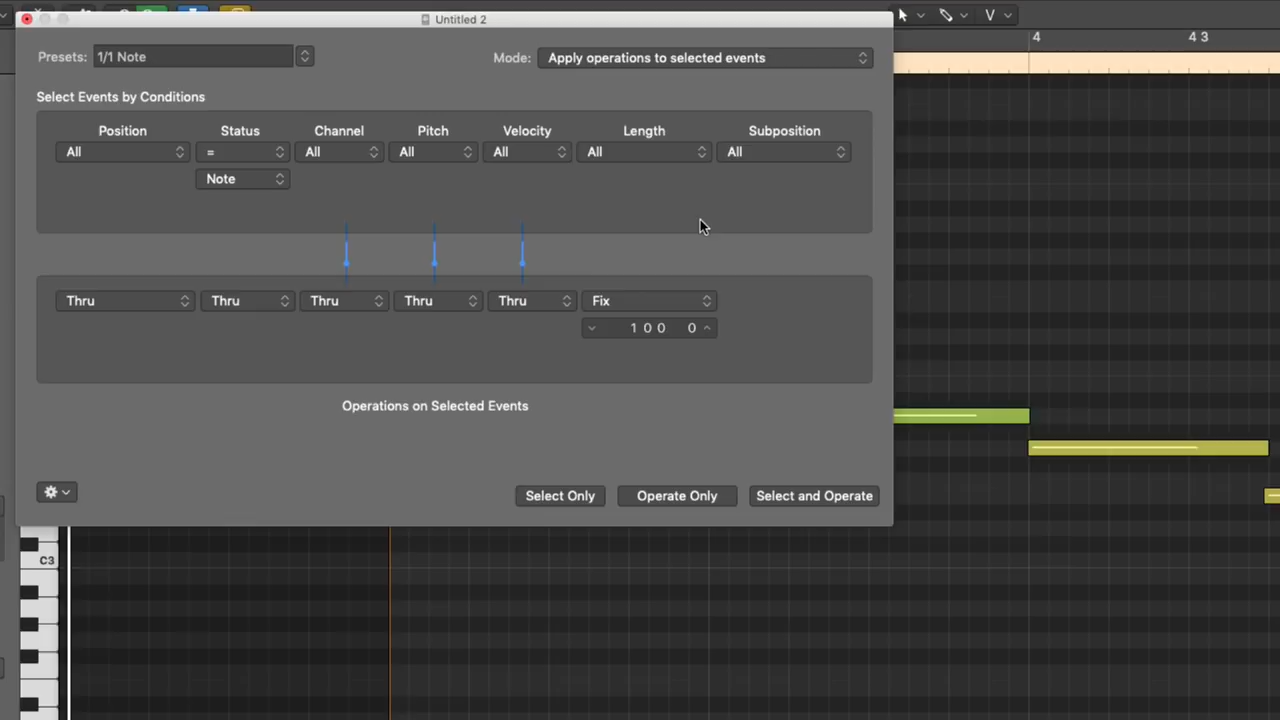 Untitled 2
Presets: 1/1 Note
Mode: Apply operations to selected events
Select Events by Conditions
Position Status Channel Pitch Velocity Length Subposition
All = All All All All All
Note
Thru Thru Thru Thru Thru Fix
1 0 0 0
Operations on Selected Events
Select Only Operate Only Select and Operate
4 4 3
C3